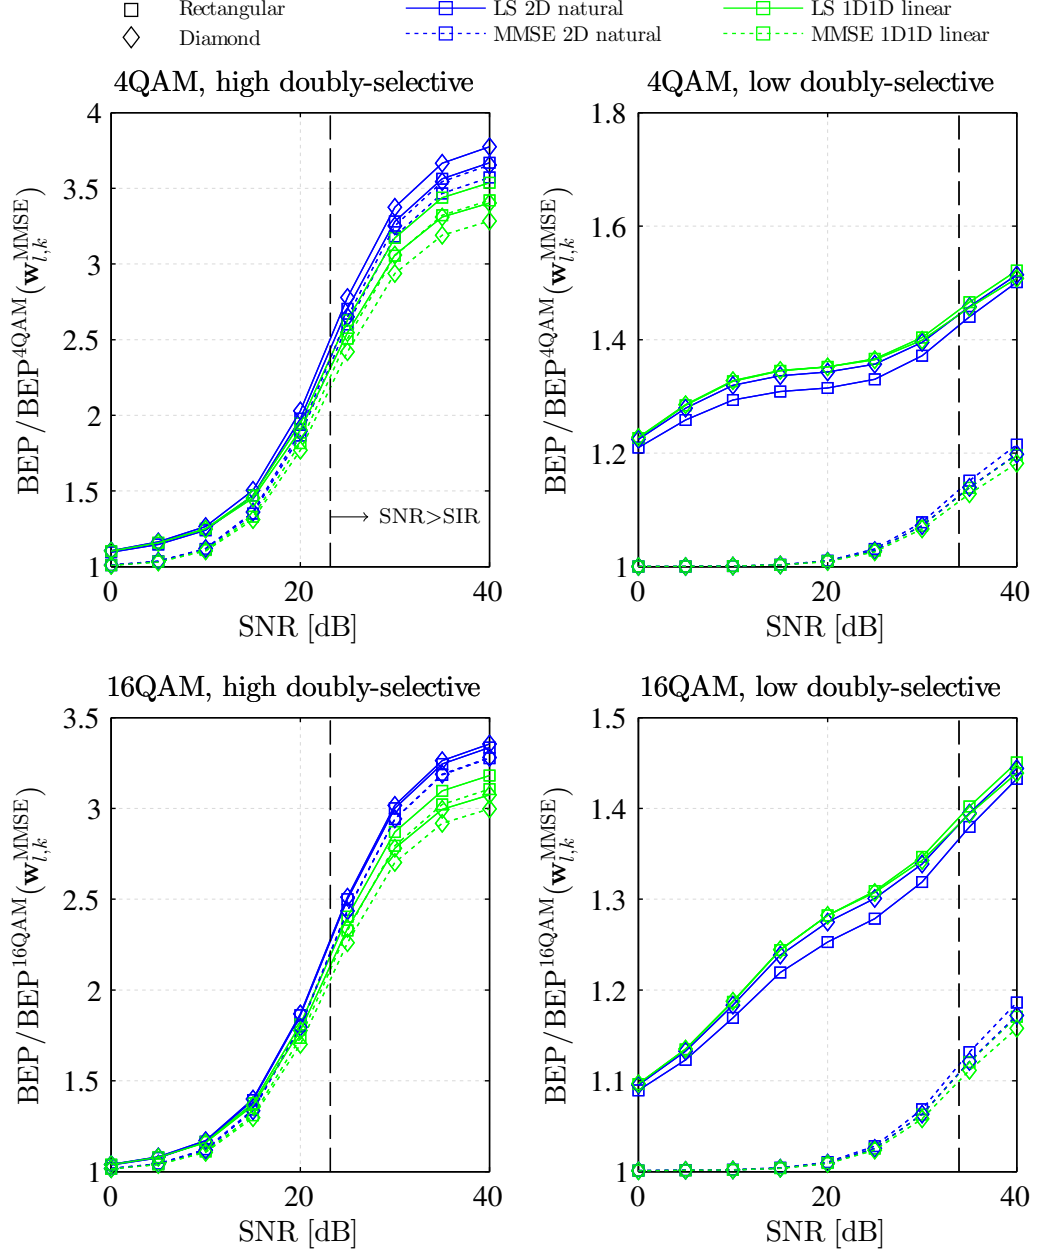 Rectangular
Diamond
LS 2D natural
MMSE 2D natural
LS 1D1D linear
MMSE 1D1D linear
4QAM, high doubly-selective
4
3.5
3
2.5
2
1.5
1
0 20 40
SNR [dB]
BEP/BEP^4QAM(w_l,k^MMSE)
SNR>SIR
4QAM, low doubly-selective
1.8
1.6
1.4
1.2
1
0 20 40
SNR [dB]
BEP/BEP^4QAM(w_l,k^MMSE)
16QAM, high doubly-selective
3.5
3
2.5
2
1.5
1
0 20 40
SNR [dB]
BEP/BEP^16QAM(w_l,k^MMSE)
16QAM, low doubly-selective
1.5
1.4
1.3
1.2
1.1
1
0 20 40
SNR [dB]
BEP/BEP^16QAM(w_l,k^MMSE)